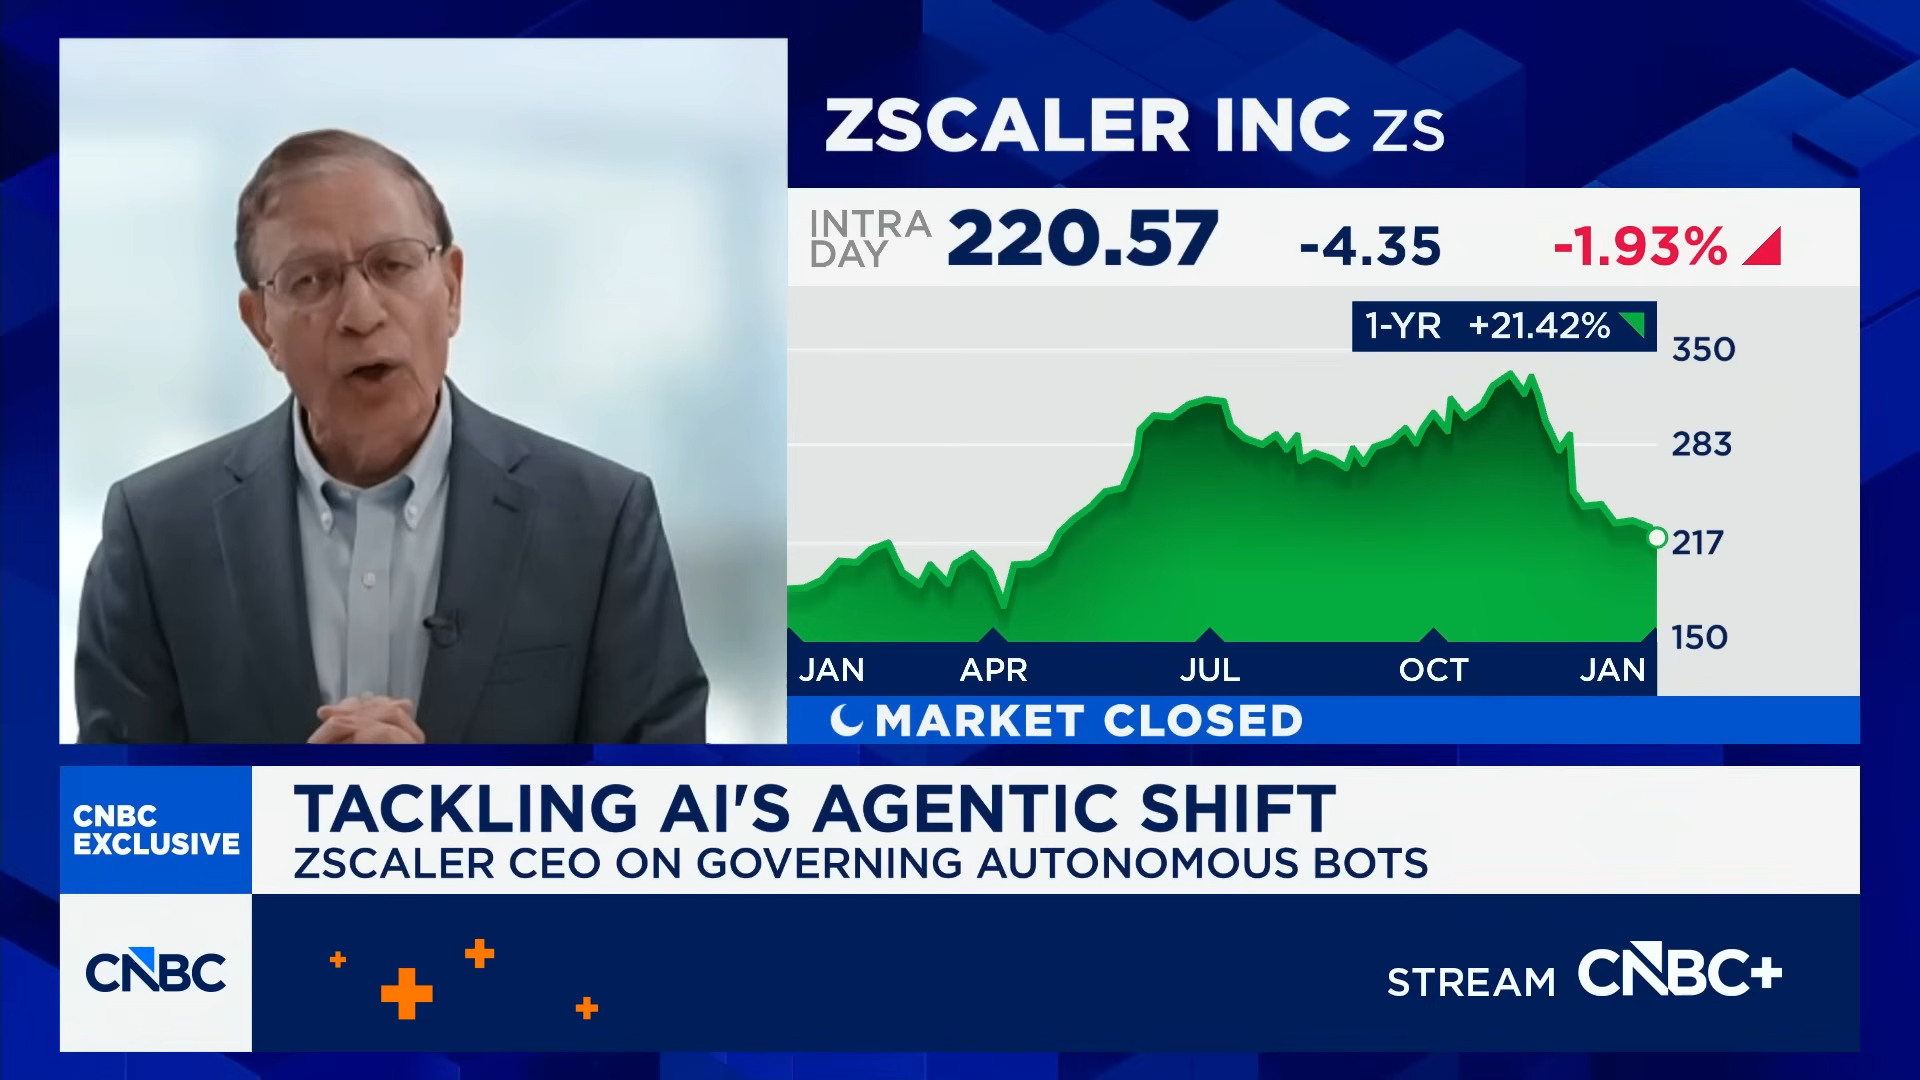 ZSCALER INC ZS
INTRA DAY 220.57 -4.35 -1.93%
1-YR +21.42%
350
283
217
150
JAN APR JUL OCT JAN
MARKET CLOSED
CNBC EXCLUSIVE
TACKLING AI'S AGENTIC SHIFT
ZSCALER CEO ON GOVERNING AUTONOMOUS BOTS
CNBC
STREAM CNBC+